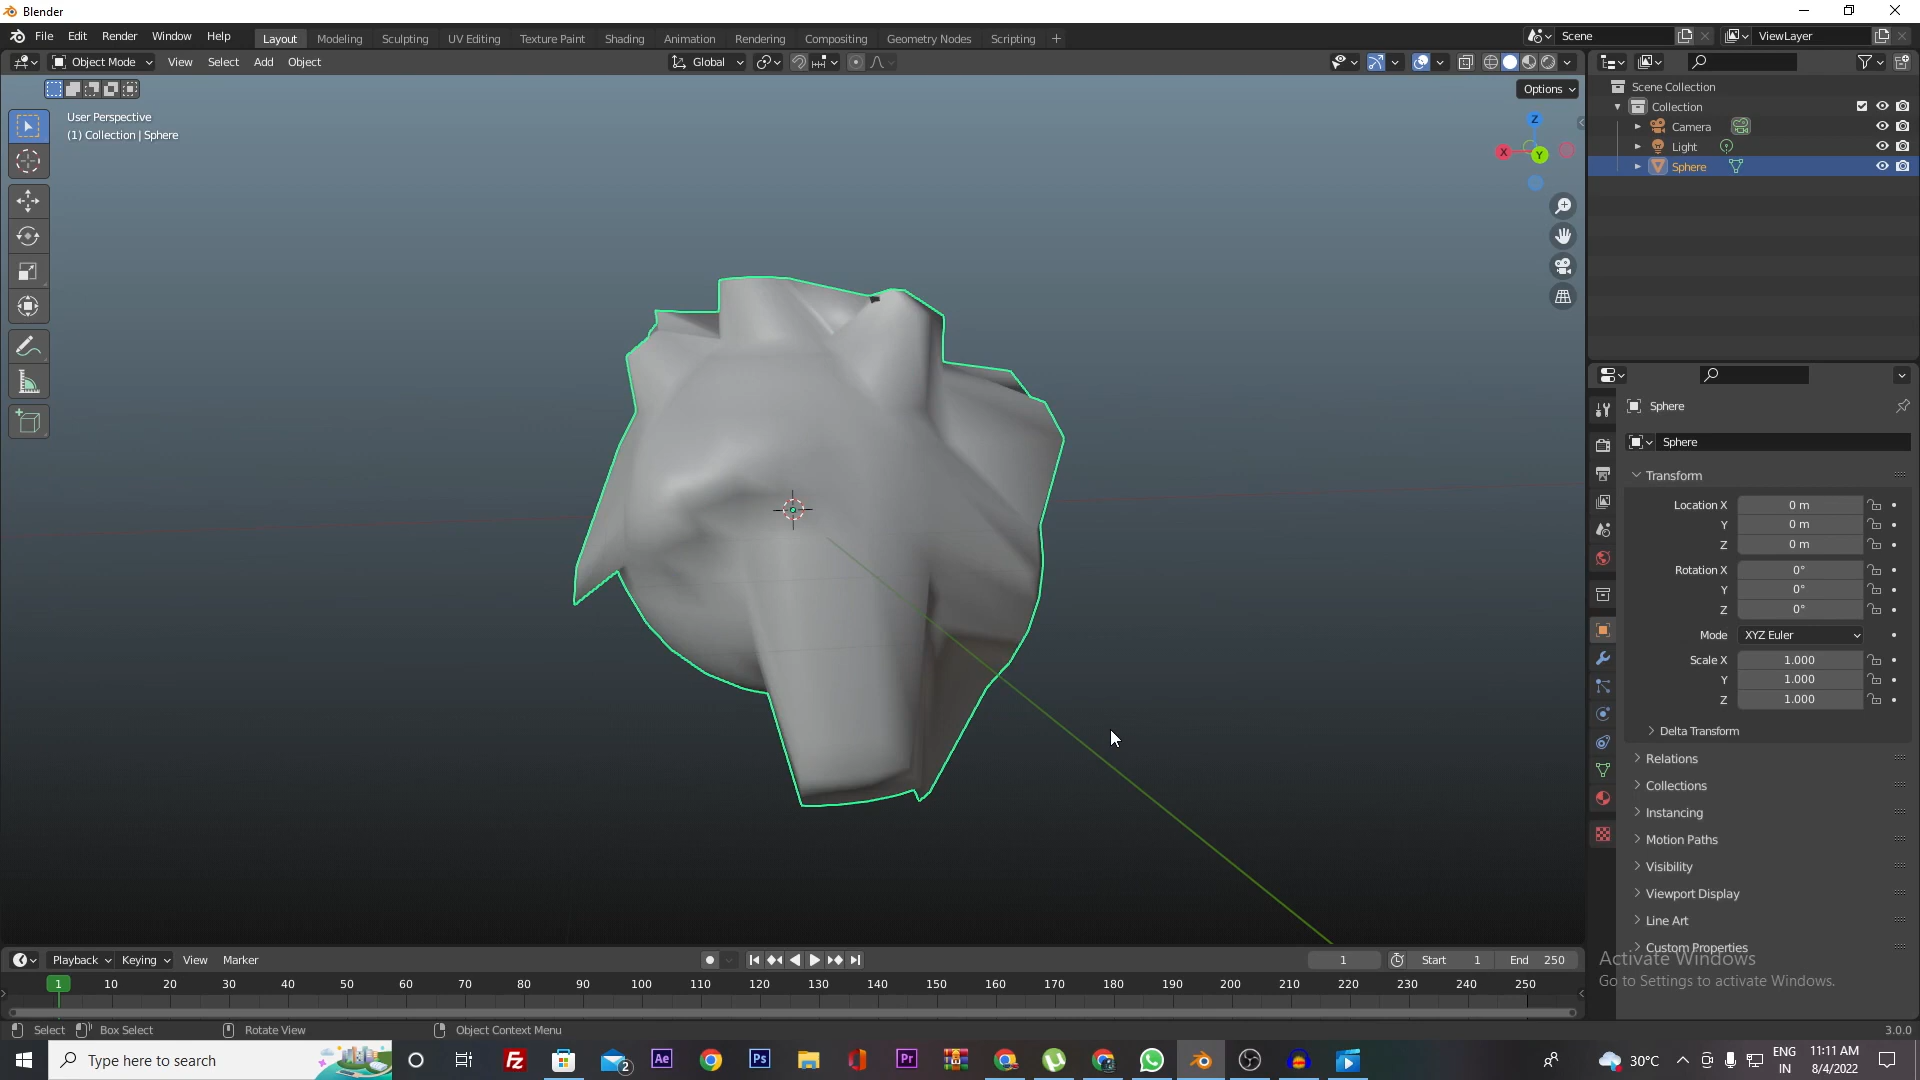 Blender
File Edit Render Window Help
Layout Modeling Sculpting UV Editing Texture Paint Shading Animation Rendering Compositing Geometry Nodes Scripting +
Scene
ViewLayer
Object Mode View Select Add Object
Global
Options
User Perspective
(1) Collection | Sphere
Z
X
Y
Scene Collection
Collection
Camera
Light
Sphere
Sphere
Sphere
Transform
Location X 0 m
Y 0 m
Z 0 m
Rotation X 0°
Y 0°
Z 0°
Mode XYZ Euler
Scale X 1.000
Y 1.000
Z 1.000
Delta Transform
Relations
Collections
Instancing
Motion Paths
Visibility
Viewport Display
Line Art
Custom Properties
Activate Windows
Go to Settings to activate Windows.
Playback Keying View Marker
1 Start 1 End 250
1 10 20 30 40 50 60 70 80 90 100 110 120 130 140 150 160 170 180 190 200 210 220 230 240 250
Select Box Select Rotate View Object Context Menu
3.0.0
Type here to search
Fz
2
Ae
Ps
Pr
30°C
ENG
IN
11:11 AM
8/4/2022